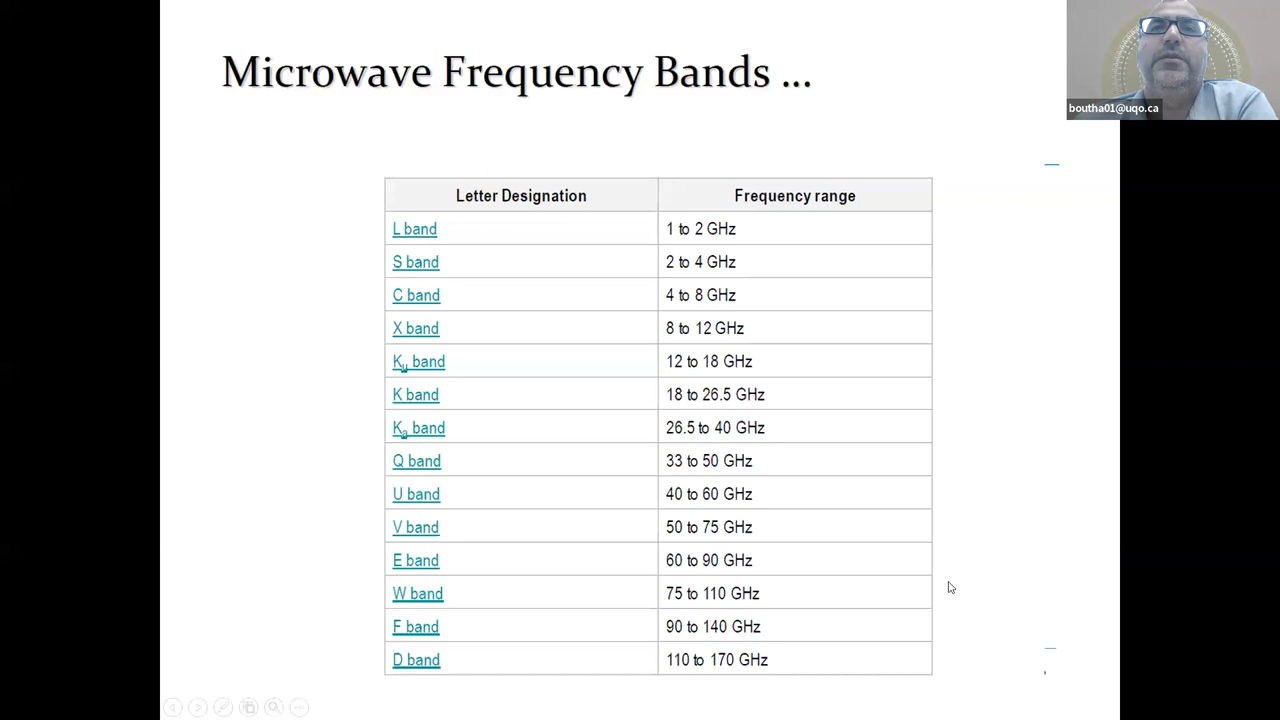 Microwave Frequency Bands ...
boutha01@uqo.ca
Letter Designation Frequency range
L band 1 to 2 GHz
S band 2 to 4 GHz
C band 4 to 8 GHz
X band 8 to 12 GHz
Ku band 12 to 18 GHz
K band 18 to 26.5 GHz
Ka band 26.5 to 40 GHz
Q band 33 to 50 GHz
U band 40 to 60 GHz
V band 50 to 75 GHz
E band 60 to 90 GHz
W band 75 to 110 GHz
F band 90 to 140 GHz
D band 110 to 170 GHz